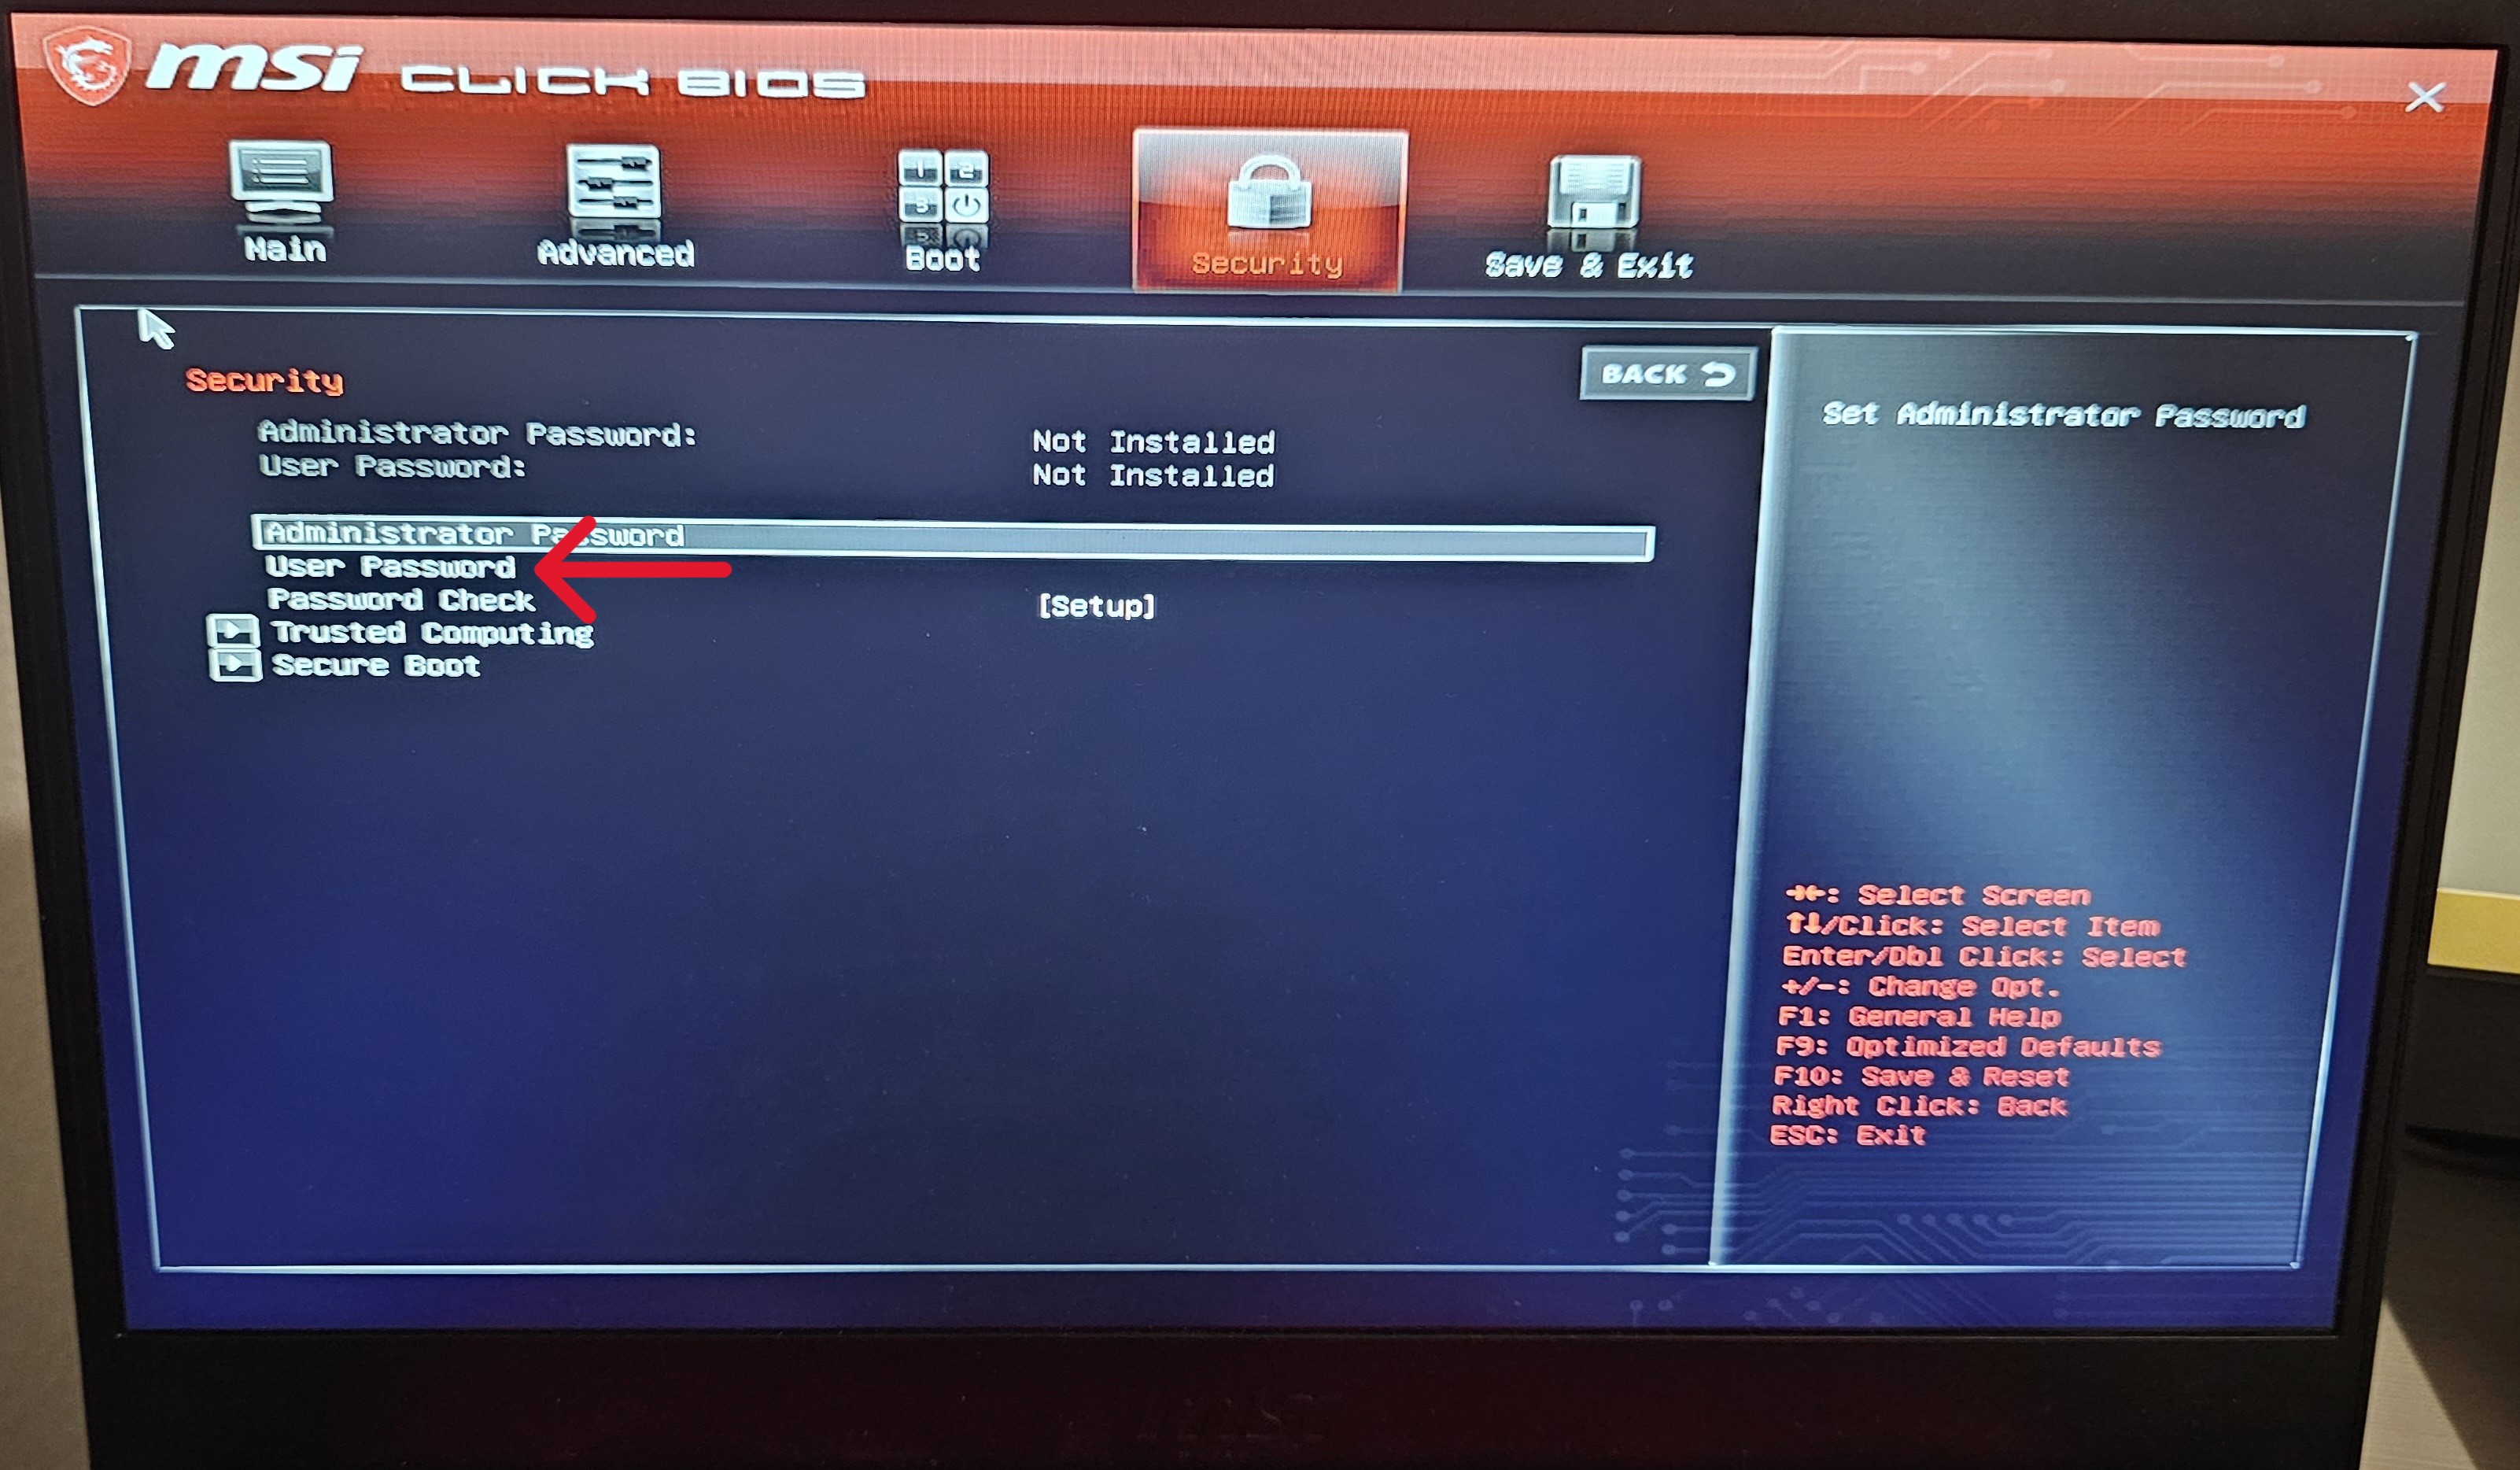 msi CLICK BIOS
Main
Advanced
Boot
Security
Save & Exit
Security
BACK
Administrator Password: Not Installed
User Password: Not Installed
Administrator Password
User Password
Password Check [Setup]
Trusted Computing
Secure Boot
Set Administrator Password
→←: Select Screen
↑↓/Click: Select Item
Enter/Dbl Click: Select
+/-: Change Opt.
F1: General Help
F9: Optimized Defaults
F10: Save & Reset
Right Click: Back
ESC: Exit
msi